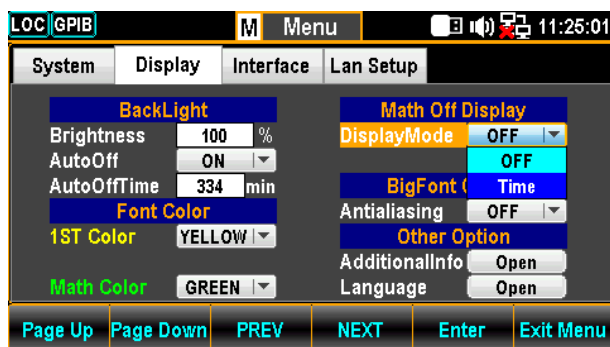 LOC GPIB M Menu 11:25:01
System Display Interface Lan Setup
BackLight
Brightness 100 %
AutoOff ON
AutoOffTime 334 min
Font Color
1ST Color YELLOW
Math Color GREEN
Math Off Display
DisplayMode OFF
OFF
Time
BigFont
Antialiasing OFF
Other Option
AdditionalInfo Open
Language Open
Page Up Page Down PREV NEXT Enter Exit Menu